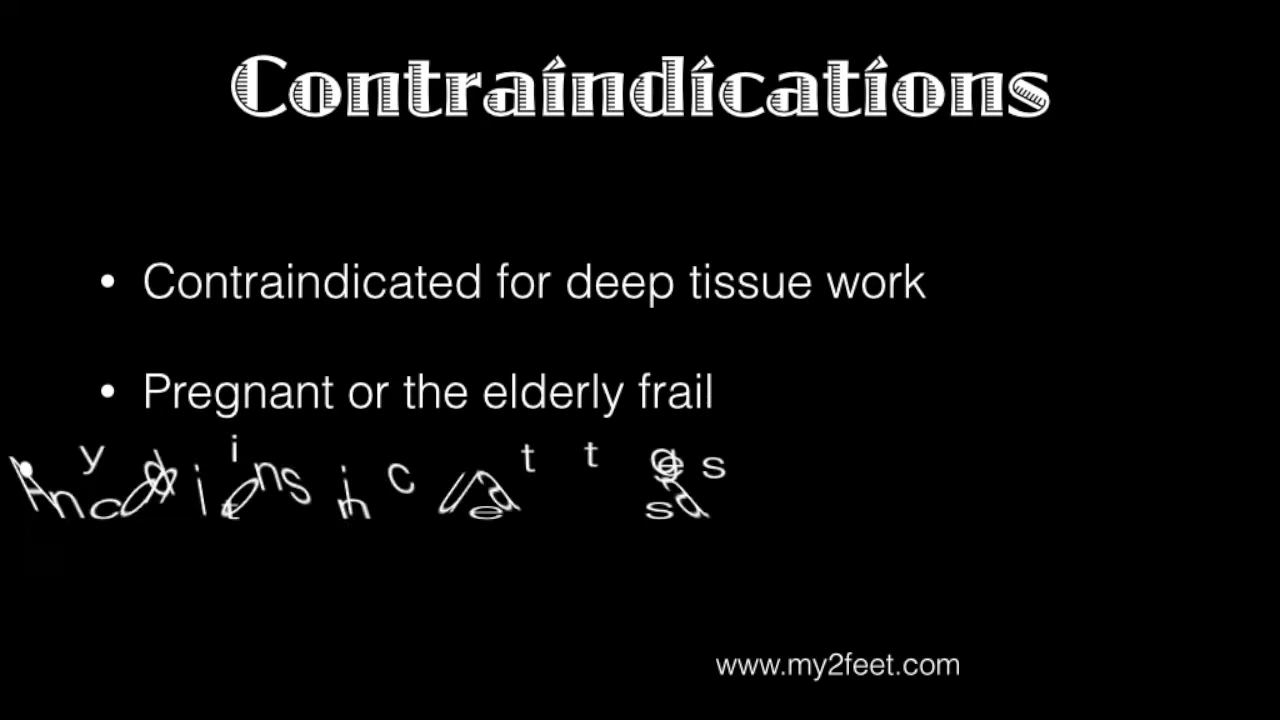 Contraindications
• Contraindicated for deep tissue work
• Pregnant or the elderly frail
www.my2feet.com